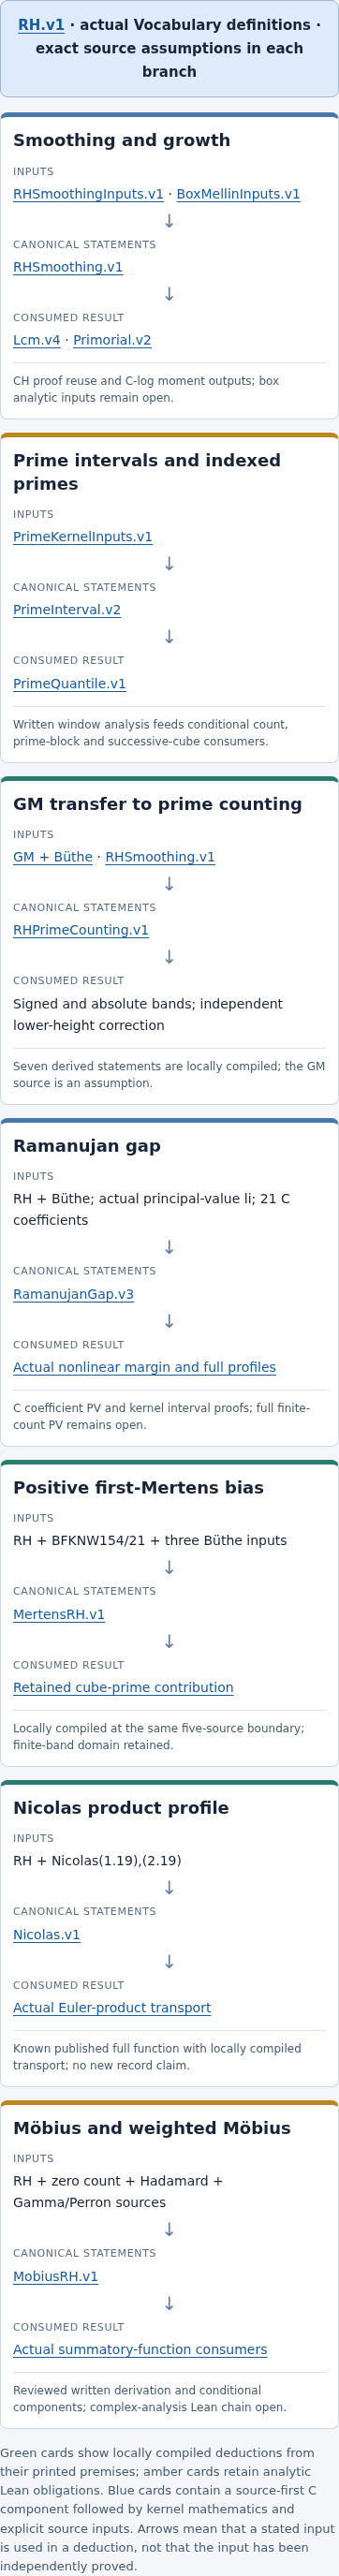 RH.v1 · actual Vocabulary definitions ·
exact source assumptions in each
branch
Smoothing and growth
INPUTS
RHSmoothingInputs.v1 · BoxMellinInputs.v1
↓
CANONICAL STATEMENTS
RHSmoothing.v1
↓
CONSUMED RESULT
Lcm.v4 · Primorial.v2
CH proof reuse and C-log moment outputs; box
analytic inputs remain open.
Prime intervals and indexed
primes
INPUTS
PrimeKernelInputs.v1
↓
CANONICAL STATEMENTS
PrimeInterval.v2
↓
CONSUMED RESULT
PrimeQuantile.v1
Written window analysis feeds conditional count,
prime-block and successive-cube consumers.
GM transfer to prime counting
INPUTS
GM + Büthe · RHSmoothing.v1
↓
CANONICAL STATEMENTS
RHPrimeCounting.v1
↓
CONSUMED RESULT
Signed and absolute bands; independent
lower-height correction
Seven derived statements are locally compiled; the GM
source is an assumption.
Ramanujan gap
INPUTS
RH + Büthe; actual principal-value li; 21 C
coefficients
↓
CANONICAL STATEMENTS
RamanujanGap.v3
↓
CONSUMED RESULT
Actual nonlinear margin and full profiles
C coefficient PV and kernel interval proofs; full finite-
count PV remains open.
Positive first-Mertens bias
INPUTS
RH + BFKNW154/21 + three Büthe inputs
↓
CANONICAL STATEMENTS
MertensRH.v1
↓
CONSUMED RESULT
Retained cube-prime contribution
Locally compiled at the same five-source boundary;
finite-band domain retained.
Nicolas product profile
INPUTS
RH + Nicolas(1.19),(2.19)
↓
CANONICAL STATEMENTS
Nicolas.v1
↓
CONSUMED RESULT
Actual Euler-product transport
Known published full function with locally compiled
transport; no new record claim.
Möbius and weighted Möbius
INPUTS
RH + zero count + Hadamard +
Gamma/Perron sources
↓
CANONICAL STATEMENTS
MobiusRH.v1
↓
CONSUMED RESULT
Actual summatory-function consumers
Reviewed written derivation and conditional
components; complex-analysis Lean chain open.
Green cards show locally compiled deductions from
their printed premises; amber cards retain analytic
Lean obligations. Blue cards contain a source-first C
component followed by kernel mathematics and
explicit source inputs. Arrows mean that a stated input
is used in a deduction, not that the input has been
independently proved.